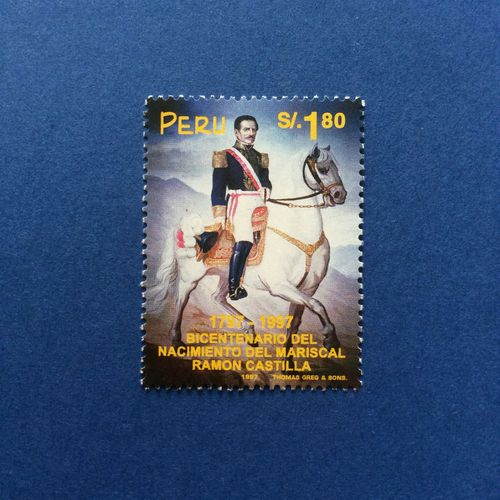 PERU S/.1.80
1797 - 1997
BICENTENARIO DEL
NACIMIENTO DEL MARISCAL
RAMON CASTILLA
1997 THOMAS GREG & SONS.